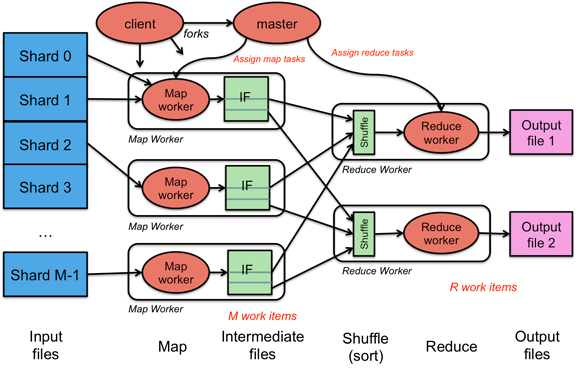 client
forks
master
Assign map tasks
Assign reduce tasks
Shard 0
Shard 1
Shard 2
Shard 3
...
Shard M-1
Map
worker
IF
Map Worker
Map
worker
IF
Map Worker
Map
worker
IF
Map Worker
M work items
Shuffle
Reduce
worker
Reduce Worker
Shuffle
Reduce
worker
Reduce Worker
R work items
Output
file 1
Output
file 2
Input
files
Map
Intermediate
files
Shuffle
(sort)
Reduce
Output
files